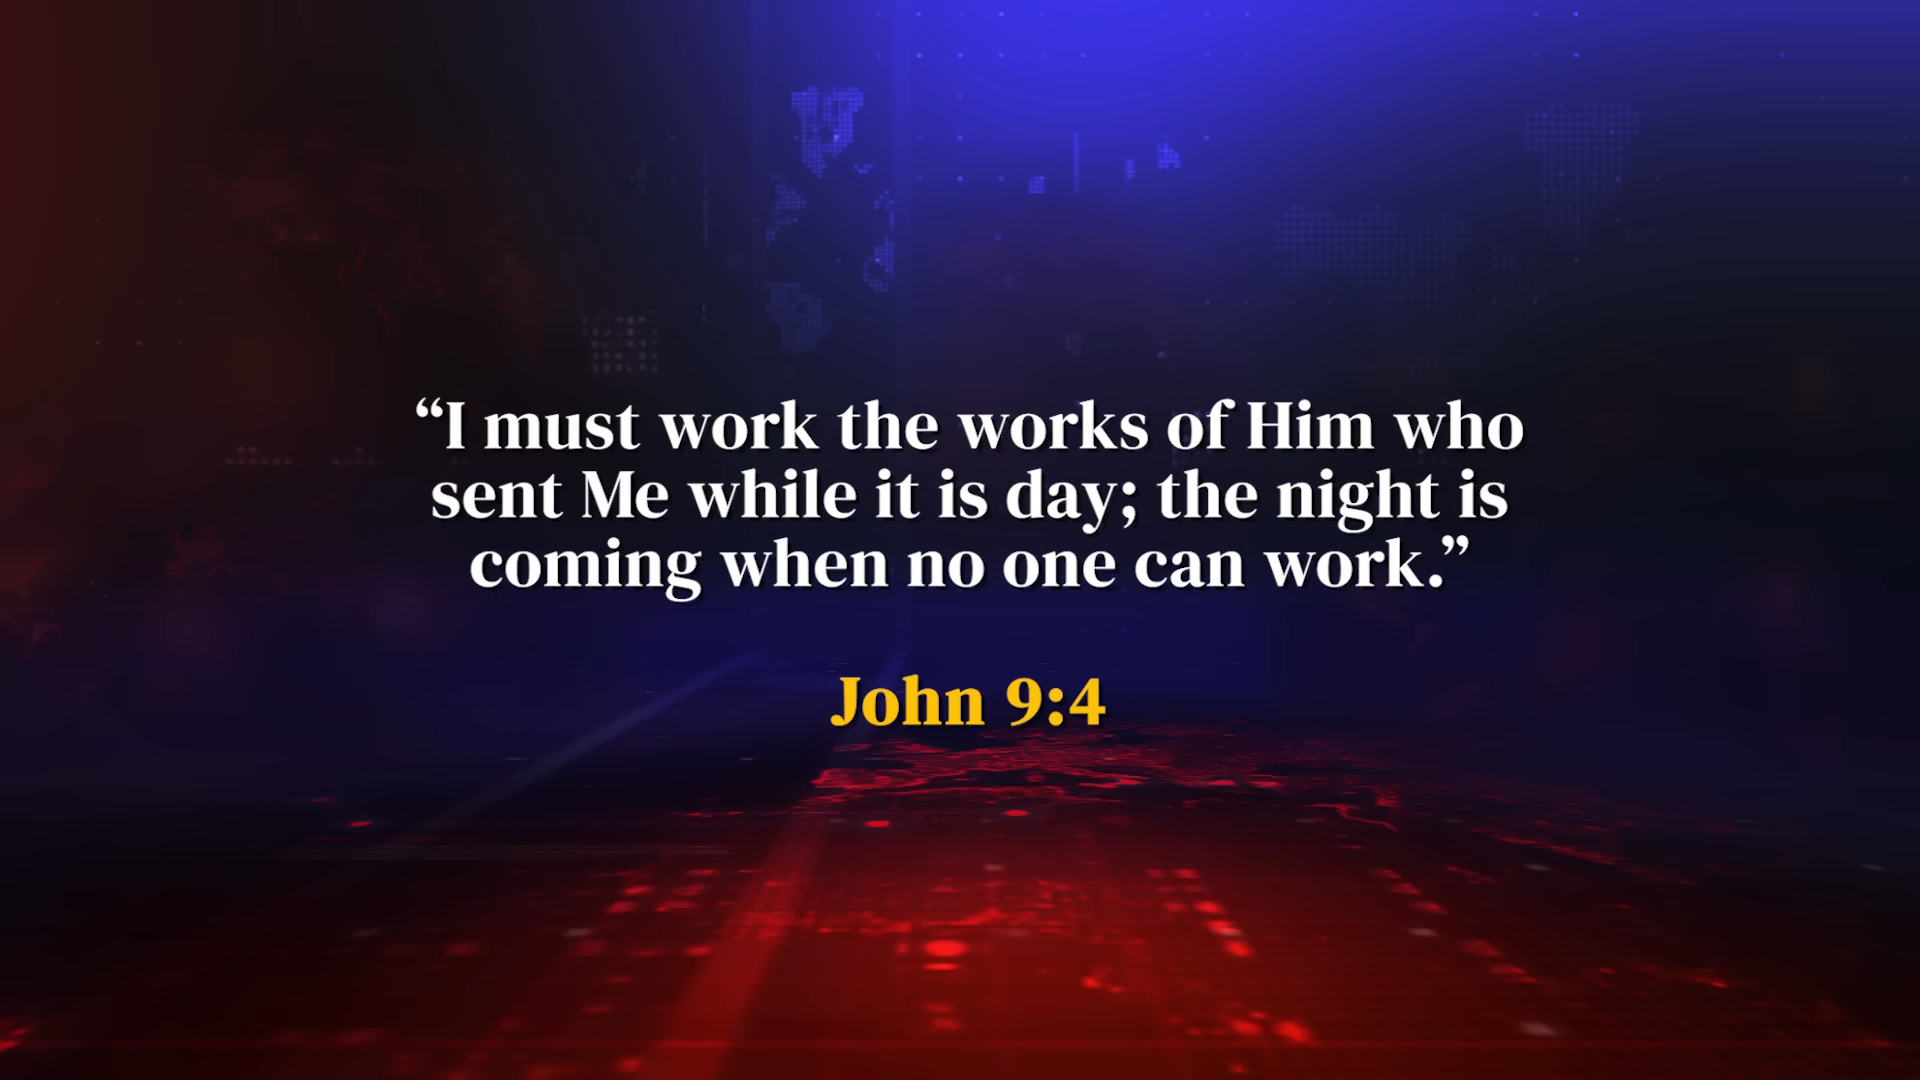 “I must work the works of Him who
sent Me while it is day; the night is
coming when no one can work.”
John 9:4